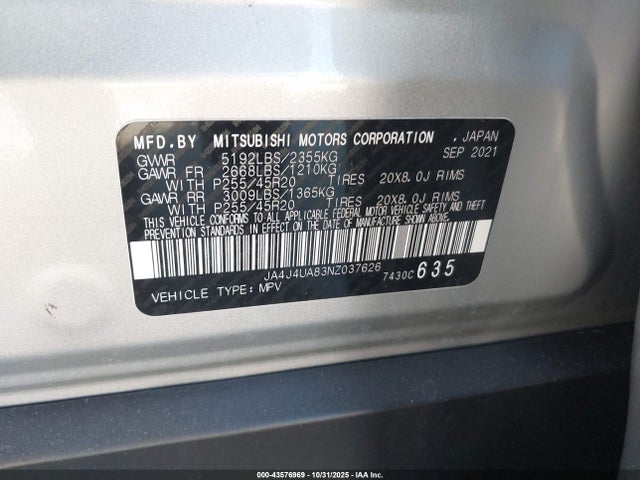 MFD.BY MITSUBISHI MOTORS CORPORATION . JAPAN
GVWR 5192LBS/2355KG SEP 2021
GAWR FR 2668LBS/1210KG
WITH P255/45R20 TIRES 20X8.0J RIMS
GAWR RR 3009LBS/1365KG
WITH P255/45R20 TIRES 20X8.0J RIMS
THIS VEHICLE CONFORMS TO ALL APPLICABLE FEDERAL MOTOR VEHICLE SAFETY AND THEFT
PREVENTION STANDARDS IN EFFECT ON THE DATE OF MANUFACTURE SHOWN ABOVE.
JA4J4UA83NZ037626
7430C 635
VEHICLE TYPE: MPV
000-43576969 • 10/31/2025 • IAA Inc.